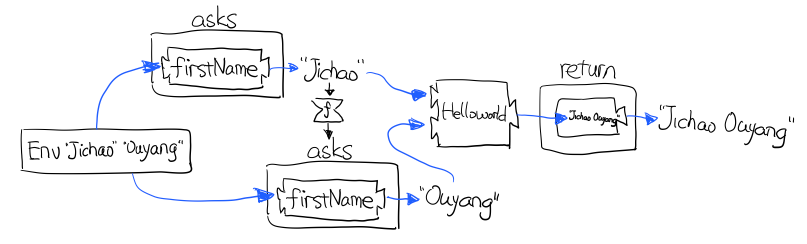 asks
firstName
"Jichao"
f
Env "Jichao" "Ouyang"
asks
firstName
"Ouyang"
Helloworld
return
"Jichao Ouyang"
"Jichao Ouyang"